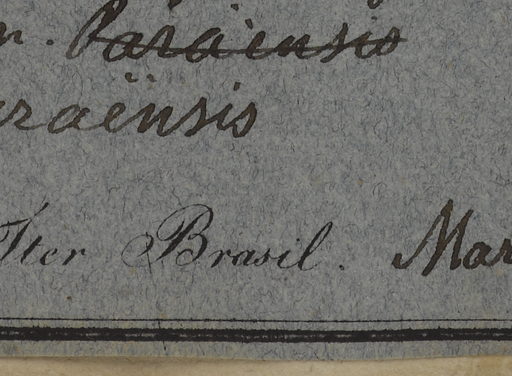 n. Paraënsis
raënsis
Iter Brasil. Mar